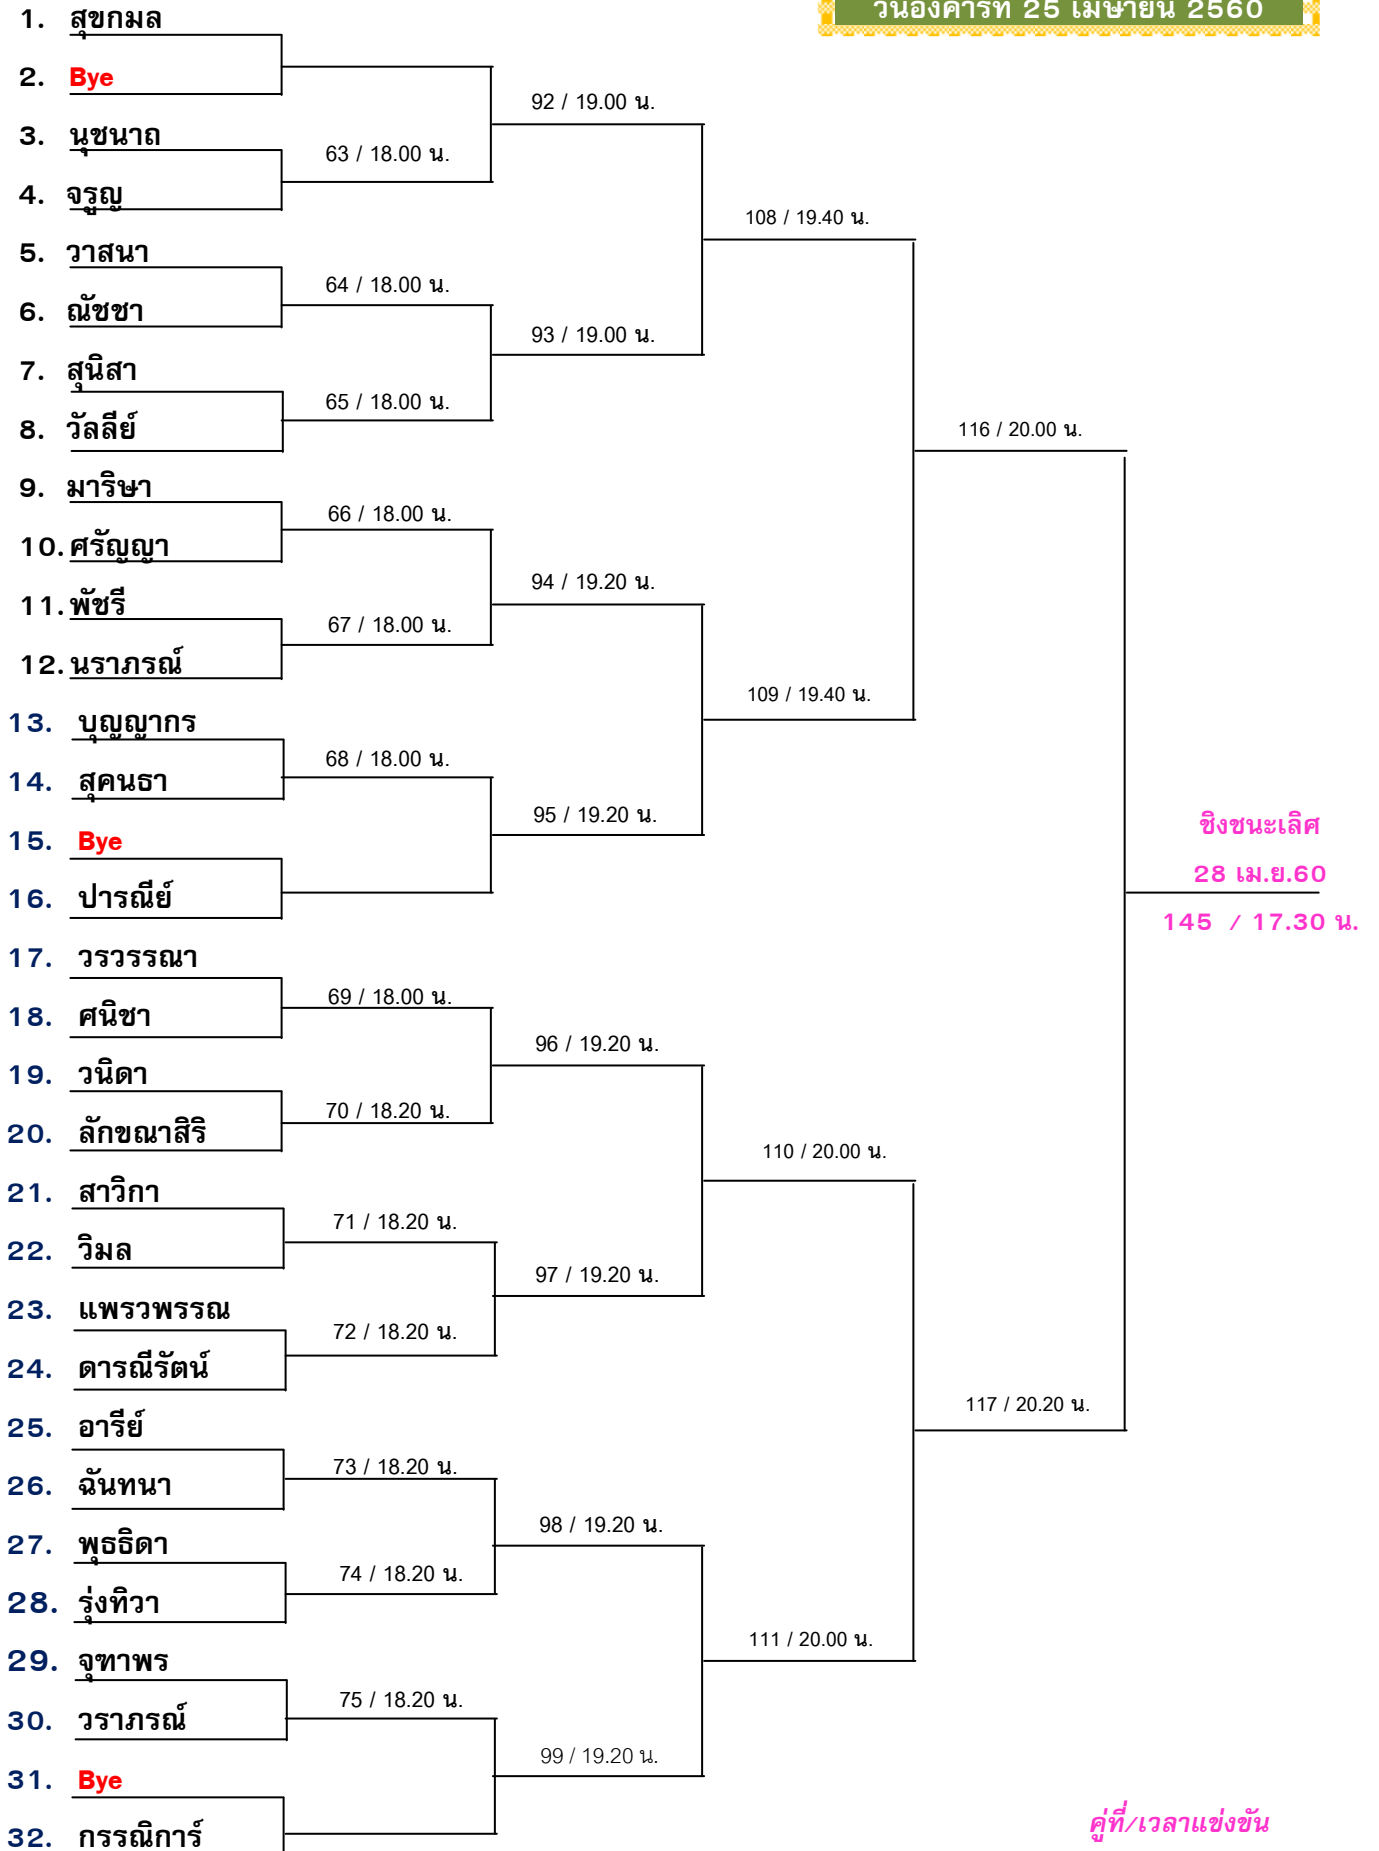 วันอังคารที่ 25 เมษายน 2560
1. สุขกมล
2. Bye
92 / 19.00 น.
3. นุชนาถ
63 / 18.00 น.
4. จรูญ
108 / 19.40 น.
5. วาสนา
64 / 18.00 น.
6. ณัชชา
93 / 19.00 น.
7. สุนิสา
65 / 18.00 น.
8. วัลลีย์
116 / 20.00 น.
9. มาริษา
66 / 18.00 น.
10. ศรัญญา
94 / 19.20 น.
11. พัชรี
67 / 18.00 น.
12. นราภรณ์
109 / 19.40 น.
13. บุญญากร
68 / 18.00 น.
14. สุคนธา
95 / 19.20 น.
ชิงชนะเลิศ
15. Bye
28 เม.ย.60
16. ปารณีย์
145 / 17.30 น.
17. วรวรรณา
69 / 18.00 น.
18. ศนิชา
96 / 19.20 น.
19. วนิดา
70 / 18.20 น.
20. ลักขณาสิริ
110 / 20.00 น.
21. สาวิกา
71 / 18.20 น.
22. วิมล
97 / 19.20 น.
23. แพรวพรรณ
72 / 18.20 น.
24. ดารณีรัตน์
117 / 20.20 น.
25. อารีย์
73 / 18.20 น.
26. ฉันทนา
98 / 19.20 น.
27. พุธธิดา
74 / 18.20 น.
28. รุ่งทิวา
111 / 20.00 น.
29. จุฑาพร
75 / 18.20 น.
30. วราภรณ์
99 / 19.20 น.
31. Bye
คู่ที่/เวลาแข่งขัน
32. กรรณิการ์